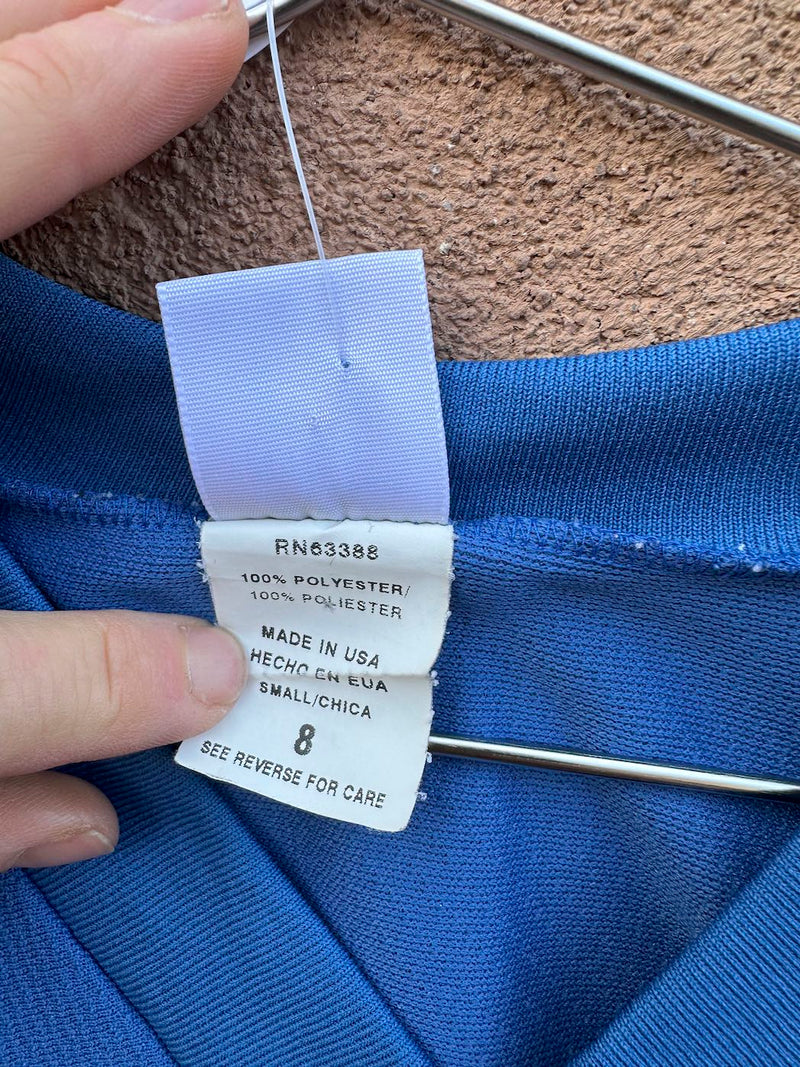 RN63388
100% POLYESTER/
100% POLIESTER
MADE IN USA
HECHO EN EUA
SMALL/CHICA
8
SEE REVERSE FOR CARE